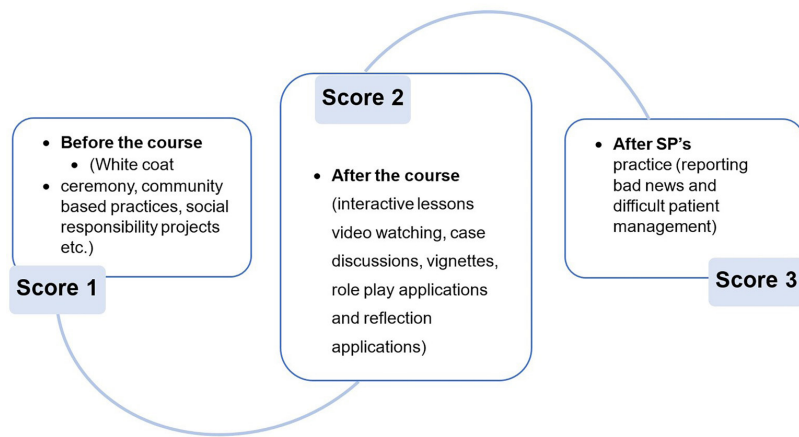 • Before the course
• (White coat
• ceremony, community
based practices, social
responsibility projects
etc.)
Score 1
Score 2
• After the course
(interactive lessons
video watching, case
discussions, vignettes,
role play applications
and reflection
applications)
• After SP’s
practice (reporting
bad news and
difficult patient
management)
Score 3